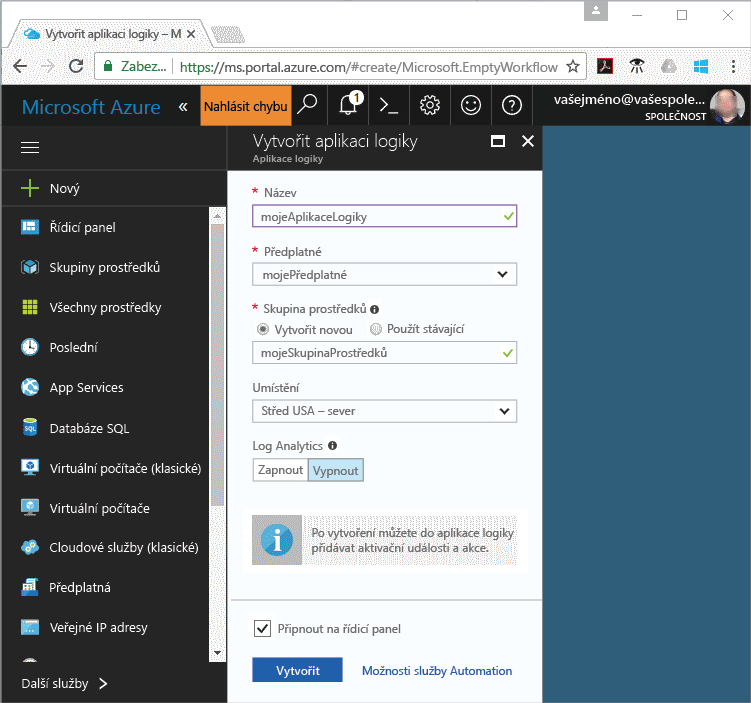 Vytvořit aplikaci logiky – M
Zabez...
https://ms.portal.azure.com/#create/Microsoft.EmptyWorkflow
Microsoft Azure
«
Nahlásit chybu
1
vašejméno@vašespole...
SPOLEČNOST
Vytvořit aplikaci logiky
Aplikace logiky
Nový
Řídicí panel
Skupiny prostředků
Všechny prostředky
Poslední
App Services
Databáze SQL
Virtuální počítače (klasické)
Virtuální počítače
Cloudové služby (klasické)
Předplatná
Veřejné IP adresy
Další služby
* Název
mojeAplikaceLogiky
* Předplatné
mojePředplatné
* Skupina prostředků
Vytvořit novou
Použít stávající
mojeSkupinaProstředků
Umístění
Střed USA – sever
Log Analytics
Zapnout
Vypnout
Po vytvoření můžete do aplikace logiky
přidávat aktivační události a akce.
Připnout na řídicí panel
Vytvořit
Možnosti služby Automation